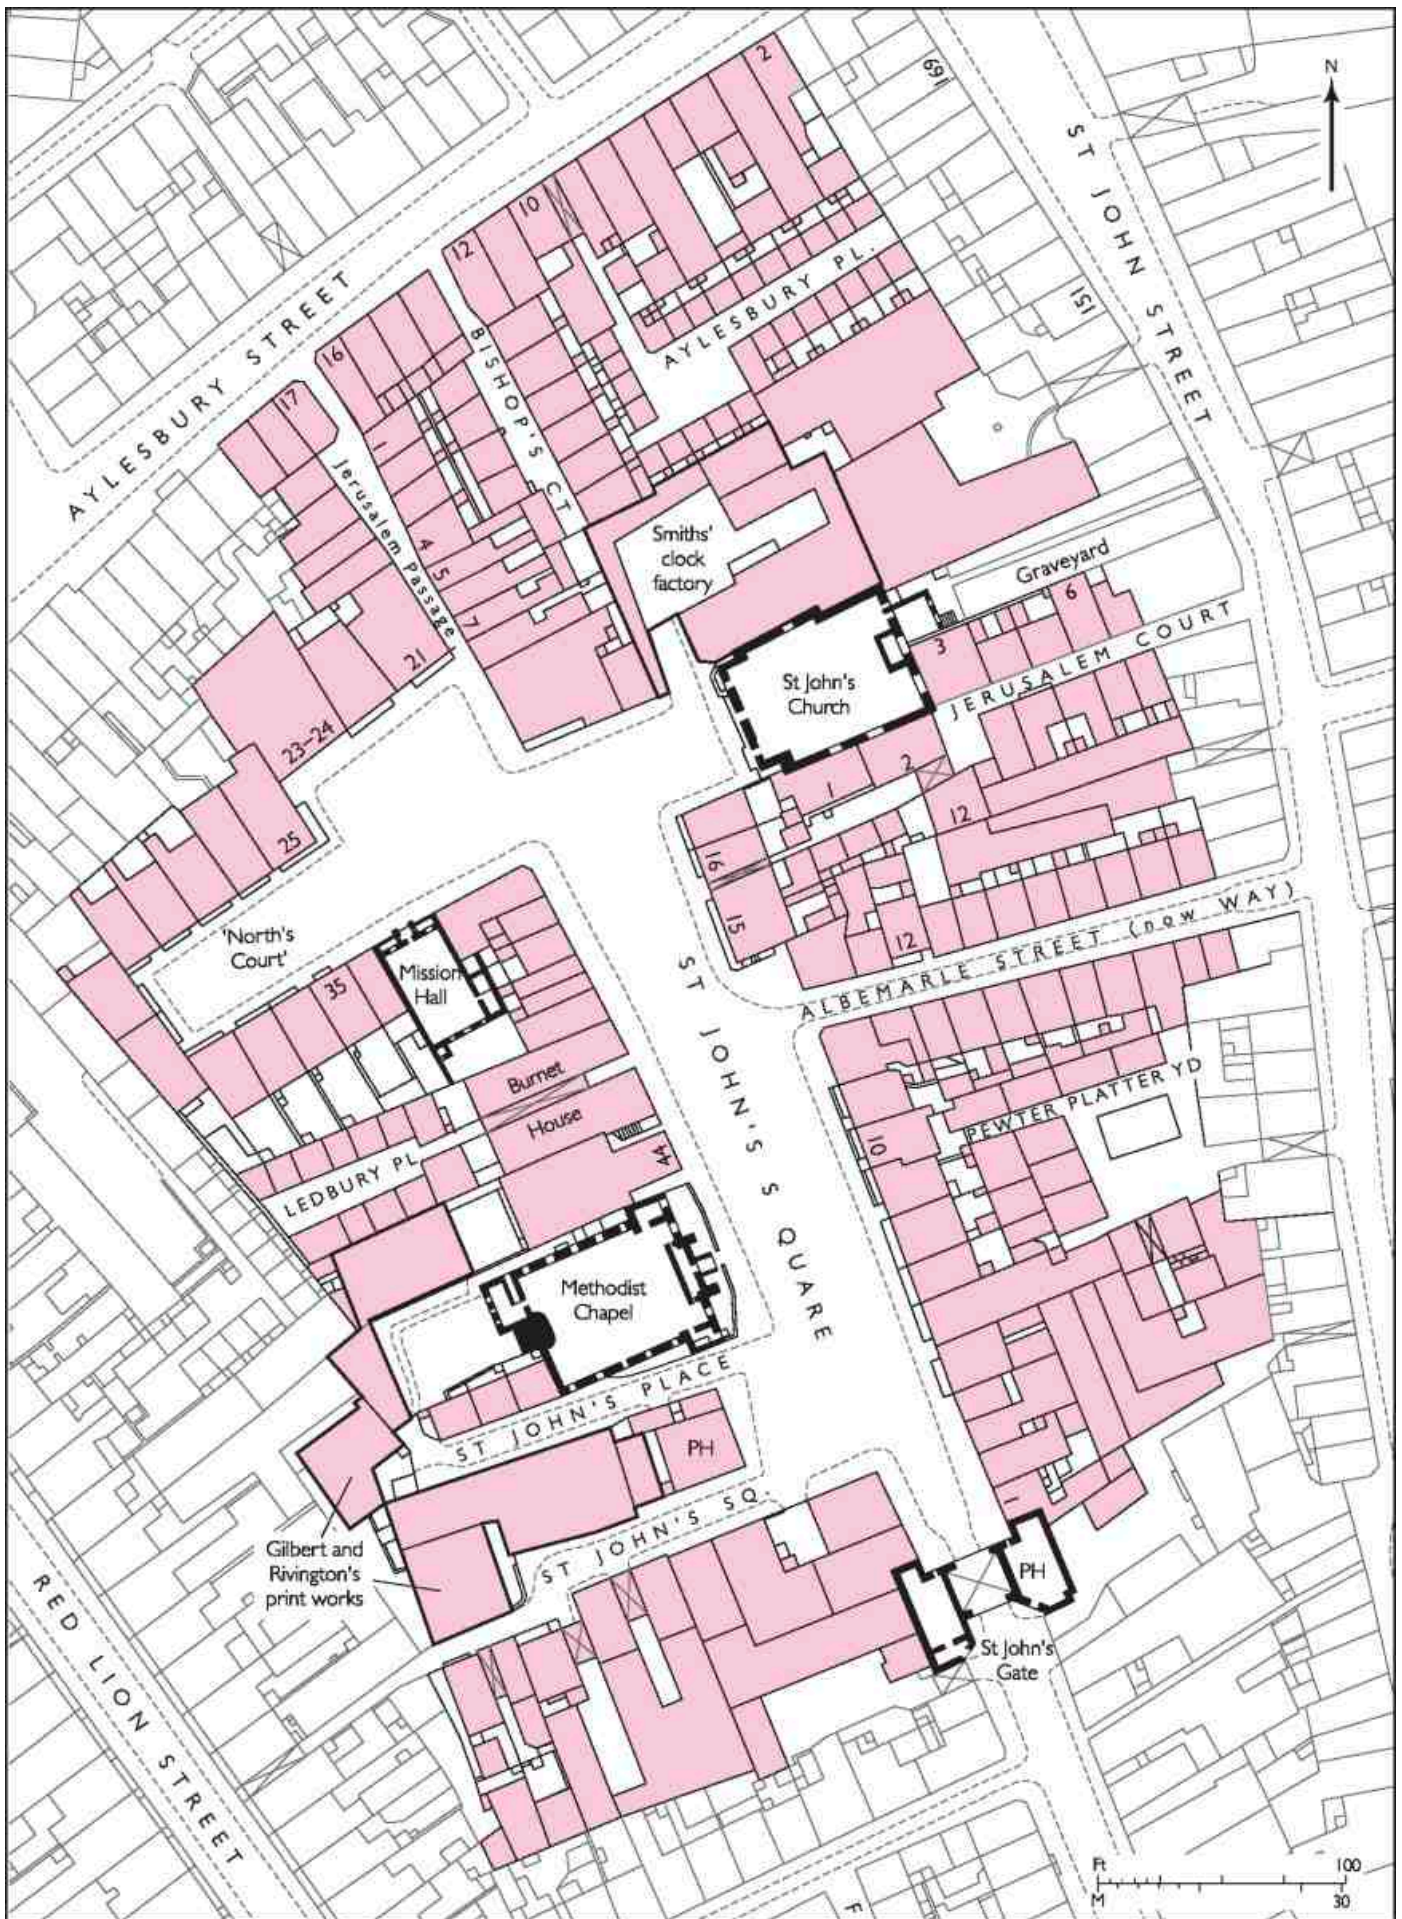 2
169
N
ST JOHN STREET
10
12
AYLESBURY PL.
151
AYLESBURY STREET
BISHOP'S CT
16
17
1
Jerusalem Passage
4
5
7
Smiths'
clock
factory
Graveyard
6
3
JERUSALEM COURT
21
St John's
Church
23–24
2
1
12
25
16
15
12
ALBEMARLE STREET (now WAY)
'North's
Court'
35
Mission
Hall
ST JOHN'S SQUARE
Burnet
House
PEWTER PLATTER YD
10
44
LEDBURY PL.
Methodist
Chapel
ST JOHN'S PLACE
PH
1
ST JOHN'S SQ.
Gilbert and
Rivington's
print works
PH
St John's
Gate
RED LION STREET
Ft
100
M
30
F